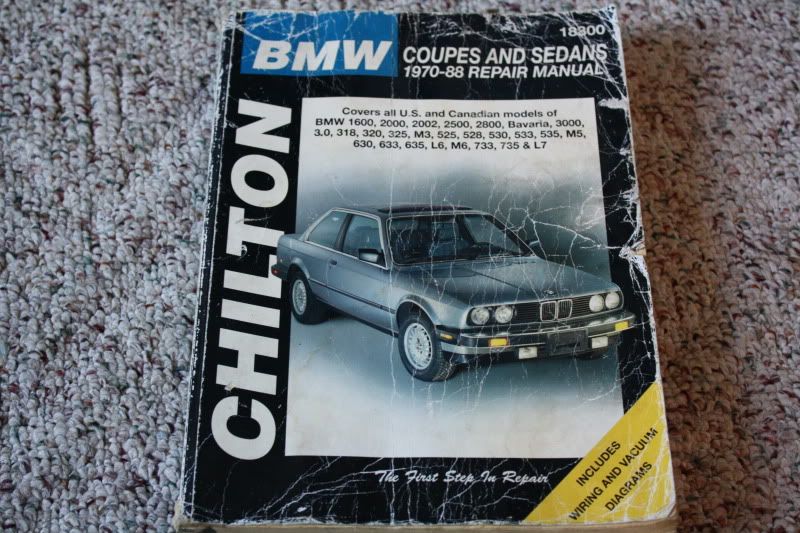 18300
BMW
COUPES AND SEDANS
1970-88 REPAIR MANUAL
CHILTON
Covers all U.S. and Canadian models of
BMW 1600, 2000, 2002, 2500, 2800, Bavaria, 3000,
3.0, 318, 320, 325, M3, 525, 528, 530, 533, 535, M5,
630, 633, 635, L6, M6, 733, 735 & L7
The First Step In Repair
INCLUDES
WIRING AND VACUUM
DIAGRAMS